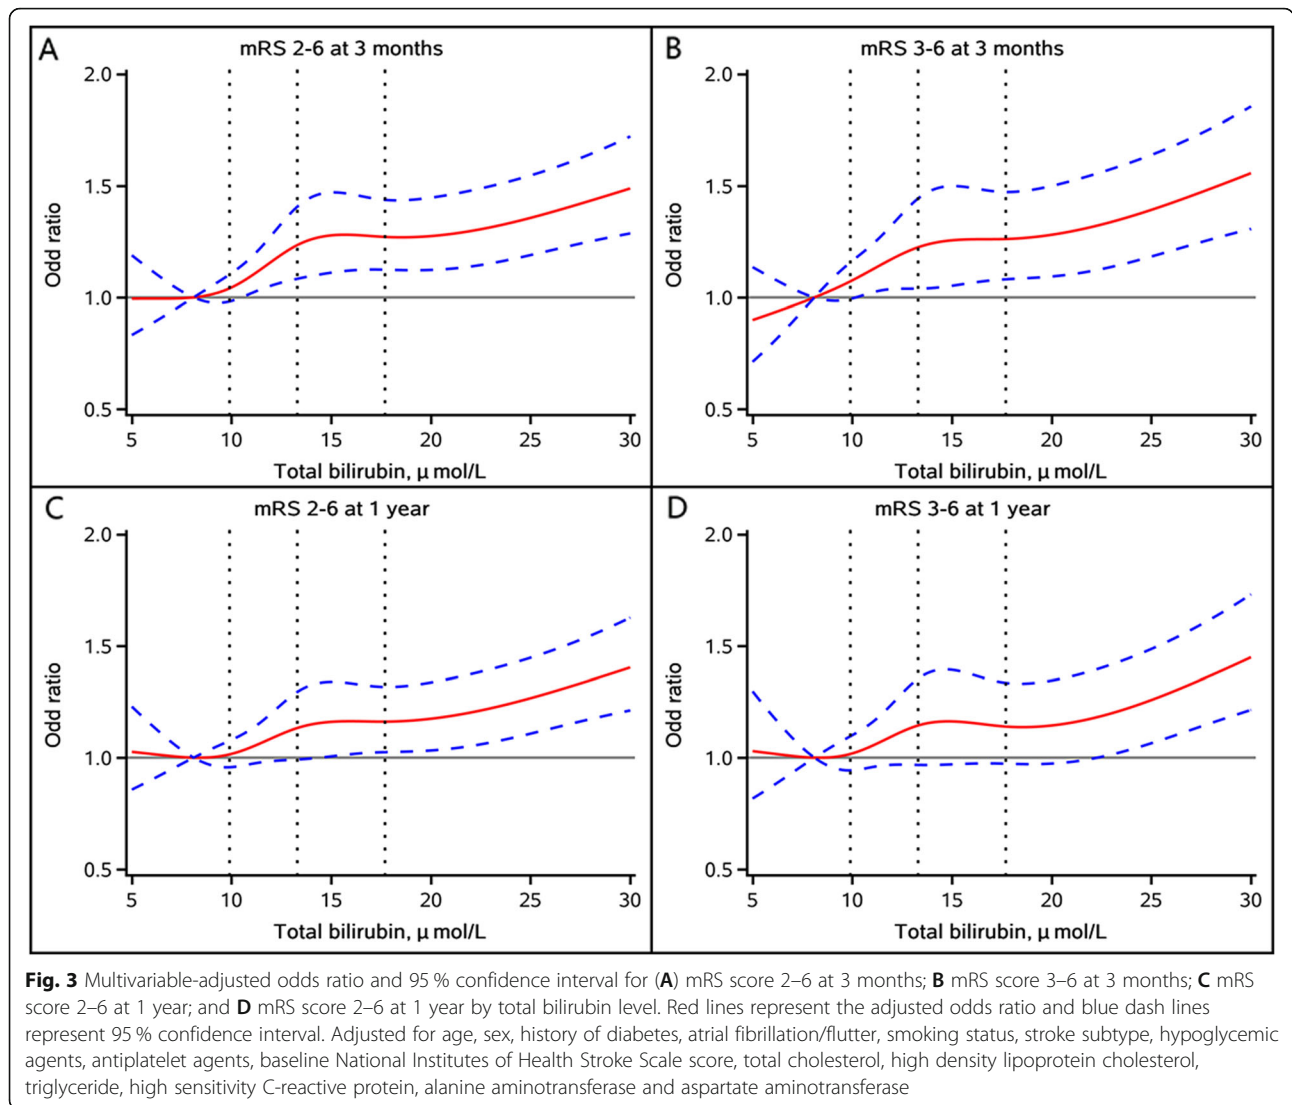 A
mRS 2-6 at 3 months
2.0
1.5
1.0
0.5
Odd ratio
5 10 15 20 25 30
Total bilirubin, μ mol/L
B
mRS 3-6 at 3 months
2.0
1.5
1.0
0.5
Odd ratio
5 10 15 20 25 30
Total bilirubin, μ mol/L
C
mRS 2-6 at 1 year
2.0
1.5
1.0
0.5
Odd ratio
5 10 15 20 25 30
Total bilirubin, μ mol/L
D
mRS 3-6 at 1 year
2.0
1.5
1.0
0.5
Odd ratio
5 10 15 20 25 30
Total bilirubin, μ mol/L
Fig. 3 Multivariable-adjusted odds ratio and 95 % confidence interval for (A) mRS score 2–6 at 3 months; B mRS score 3–6 at 3 months; C mRS
score 2–6 at 1 year; and D mRS score 2–6 at 1 year by total bilirubin level. Red lines represent the adjusted odds ratio and blue dash lines
represent 95 % confidence interval. Adjusted for age, sex, history of diabetes, atrial fibrillation/flutter, smoking status, stroke subtype, hypoglycemic
agents, antiplatelet agents, baseline National Institutes of Health Stroke Scale score, total cholesterol, high density lipoprotein cholesterol,
triglyceride, high sensitivity C-reactive protein, alanine aminotransferase and aspartate aminotransferase